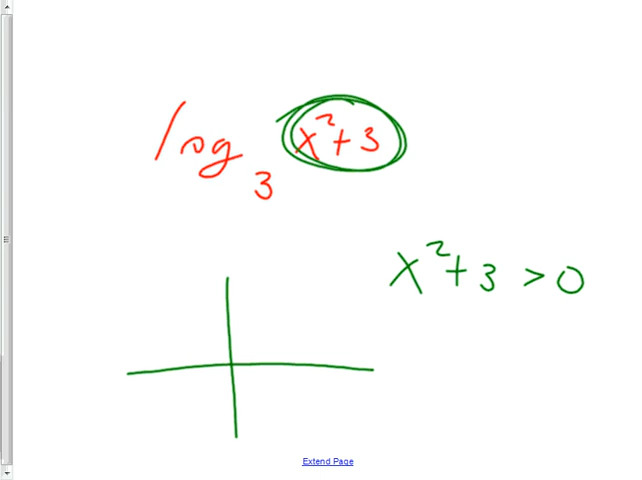 log₃ x²+3
x²+3 > 0
Extend Page